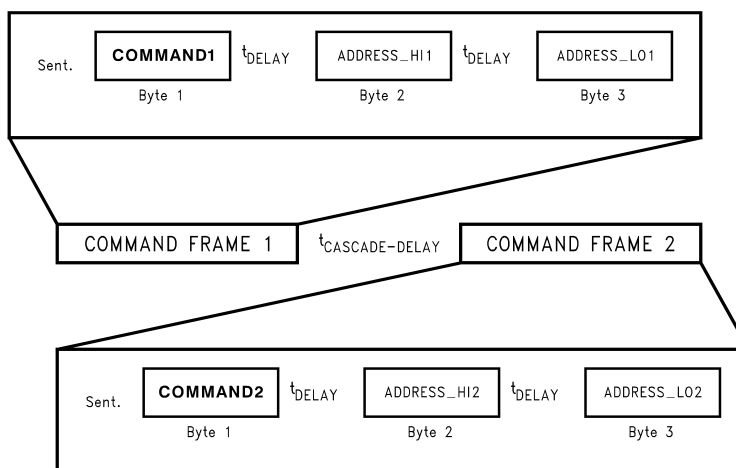 Sent. COMMAND1 tDELAY ADDRESS_HI1 tDELAY ADDRESS_LO1
Byte 1 Byte 2 Byte 3
COMMAND FRAME 1 tCASCADE-DELAY COMMAND FRAME 2
Sent. COMMAND2 tDELAY ADDRESS_HI2 tDELAY ADDRESS_LO2
Byte 1 Byte 2 Byte 3